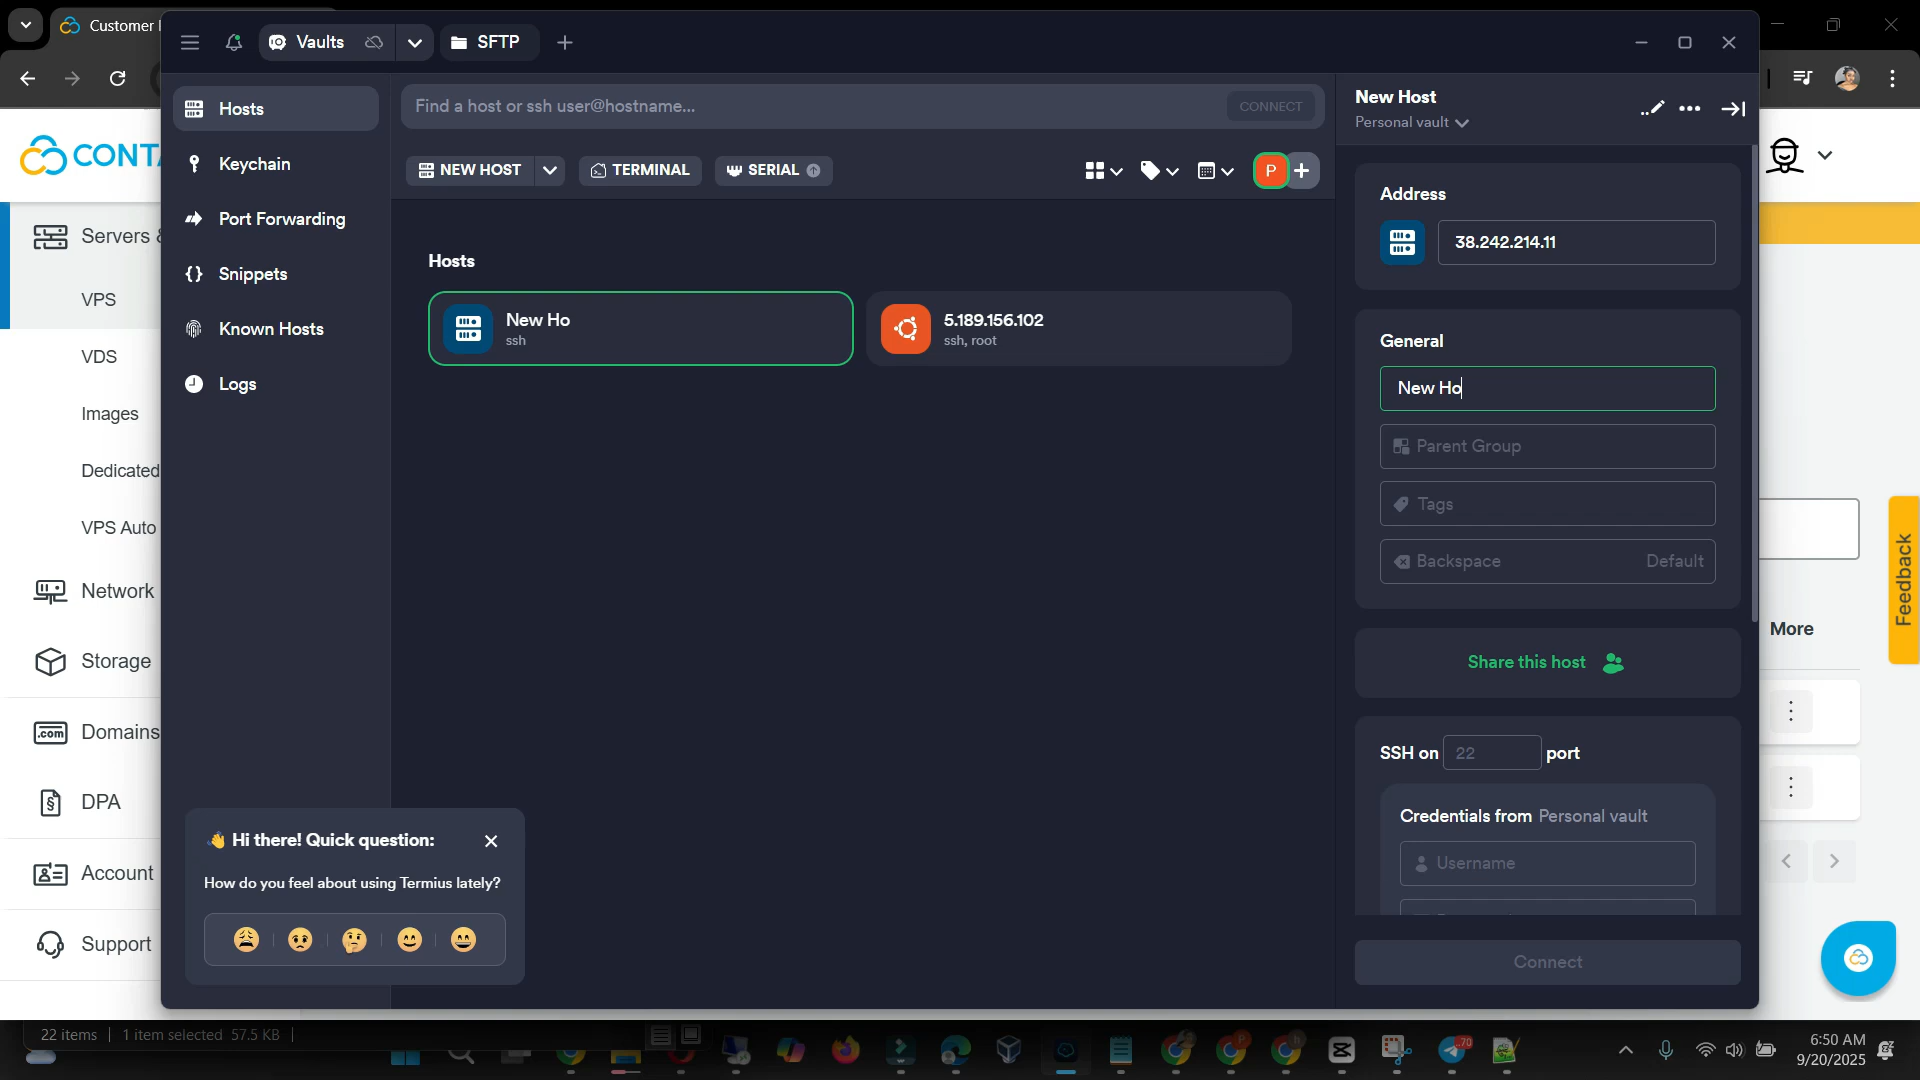 Customer
Vaults
SFTP
CONT
Servers &
VPS
VDS
Images
Dedicated
VPS Auto
Network
Storage
.com
Domains
§
DPA
Account
Support
Hosts
Keychain
Port Forwarding
Snippets
Known Hosts
Logs
Find a host or ssh user@hostname...
CONNECT
NEW HOST
TERMINAL
SERIAL
P
Hosts
New Ho
ssh
5.189.156.102
ssh, root
Hi there! Quick question:
How do you feel about using Termius lately?
New Host
Personal vault
Address
38.242.214.11
General
New Ho
Parent Group
Tags
Backspace
Default
Share this host
SSH on 22 port
Credentials from Personal vault
Username
Connect
Feedback
More
22 items
1 item selected 57.5 KB
70
6:50 AM
9/20/2025